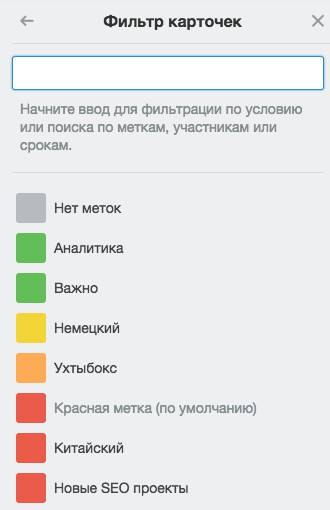 Фильтр карточек
Начните ввод для фильтрации по условию
или поиска по меткам, участникам или
срокам.
Нет меток
Аналитика
Важно
Немецкий
Ухтыбокс
Красная метка (по умолчанию)
Китайский
Новые SEO проекты